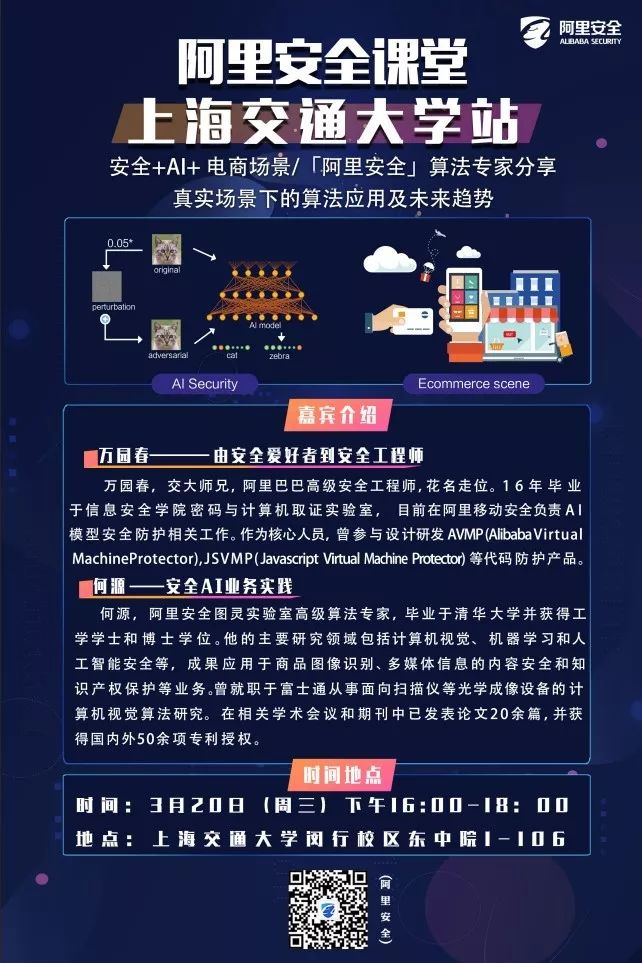 阿里安全
ALIBABA SECURITY
阿里安全课堂
上海交通大学站
安全+AI+ 电商场景/「阿里安全」算法专家分享
真实场景下的算法应用及未来趋势
0.05*
original
perturbation
adversarial
AI model
cat
zebra
AI Security
Ecommerce scene
嘉宾介绍
万园春———由安全爱好者到安全工程师
万园春，交大师兄，阿里巴巴高级安全工程师,花名走位。16年毕业
于信息安全学院密码与计算机取证实验室，目前在阿里移动安全负责AI
模型安全防护相关工作。作为核心人员，曾参与设计研发AVMP(Alibaba Virtual
MachineProtector),JSVMP(Javascript Virtual Machine Protector) 等代码防护产品。
何源——安全AI业务实践
何源，阿里安全图灵实验室高级算法专家，毕业于清华大学并获得工
学学士和博士学位。他的主要研究领域包括计算机视觉、机器学习和人
工智能安全等，成果应用于商品图像识别、多媒体信息的内容安全和知
识产权保护等业务。曾就职于富士通从事面向扫描仪等光学成像设备的计
算机视觉算法研究。在相关学术会议和期刊中已发表论文20余篇,并获
得国内外50余项专利授权。
时间地点
时间：3月20日（周三）下午16:00-18：00
地点：上海交通大学闵行校区东中院1-106
(阿里安全)